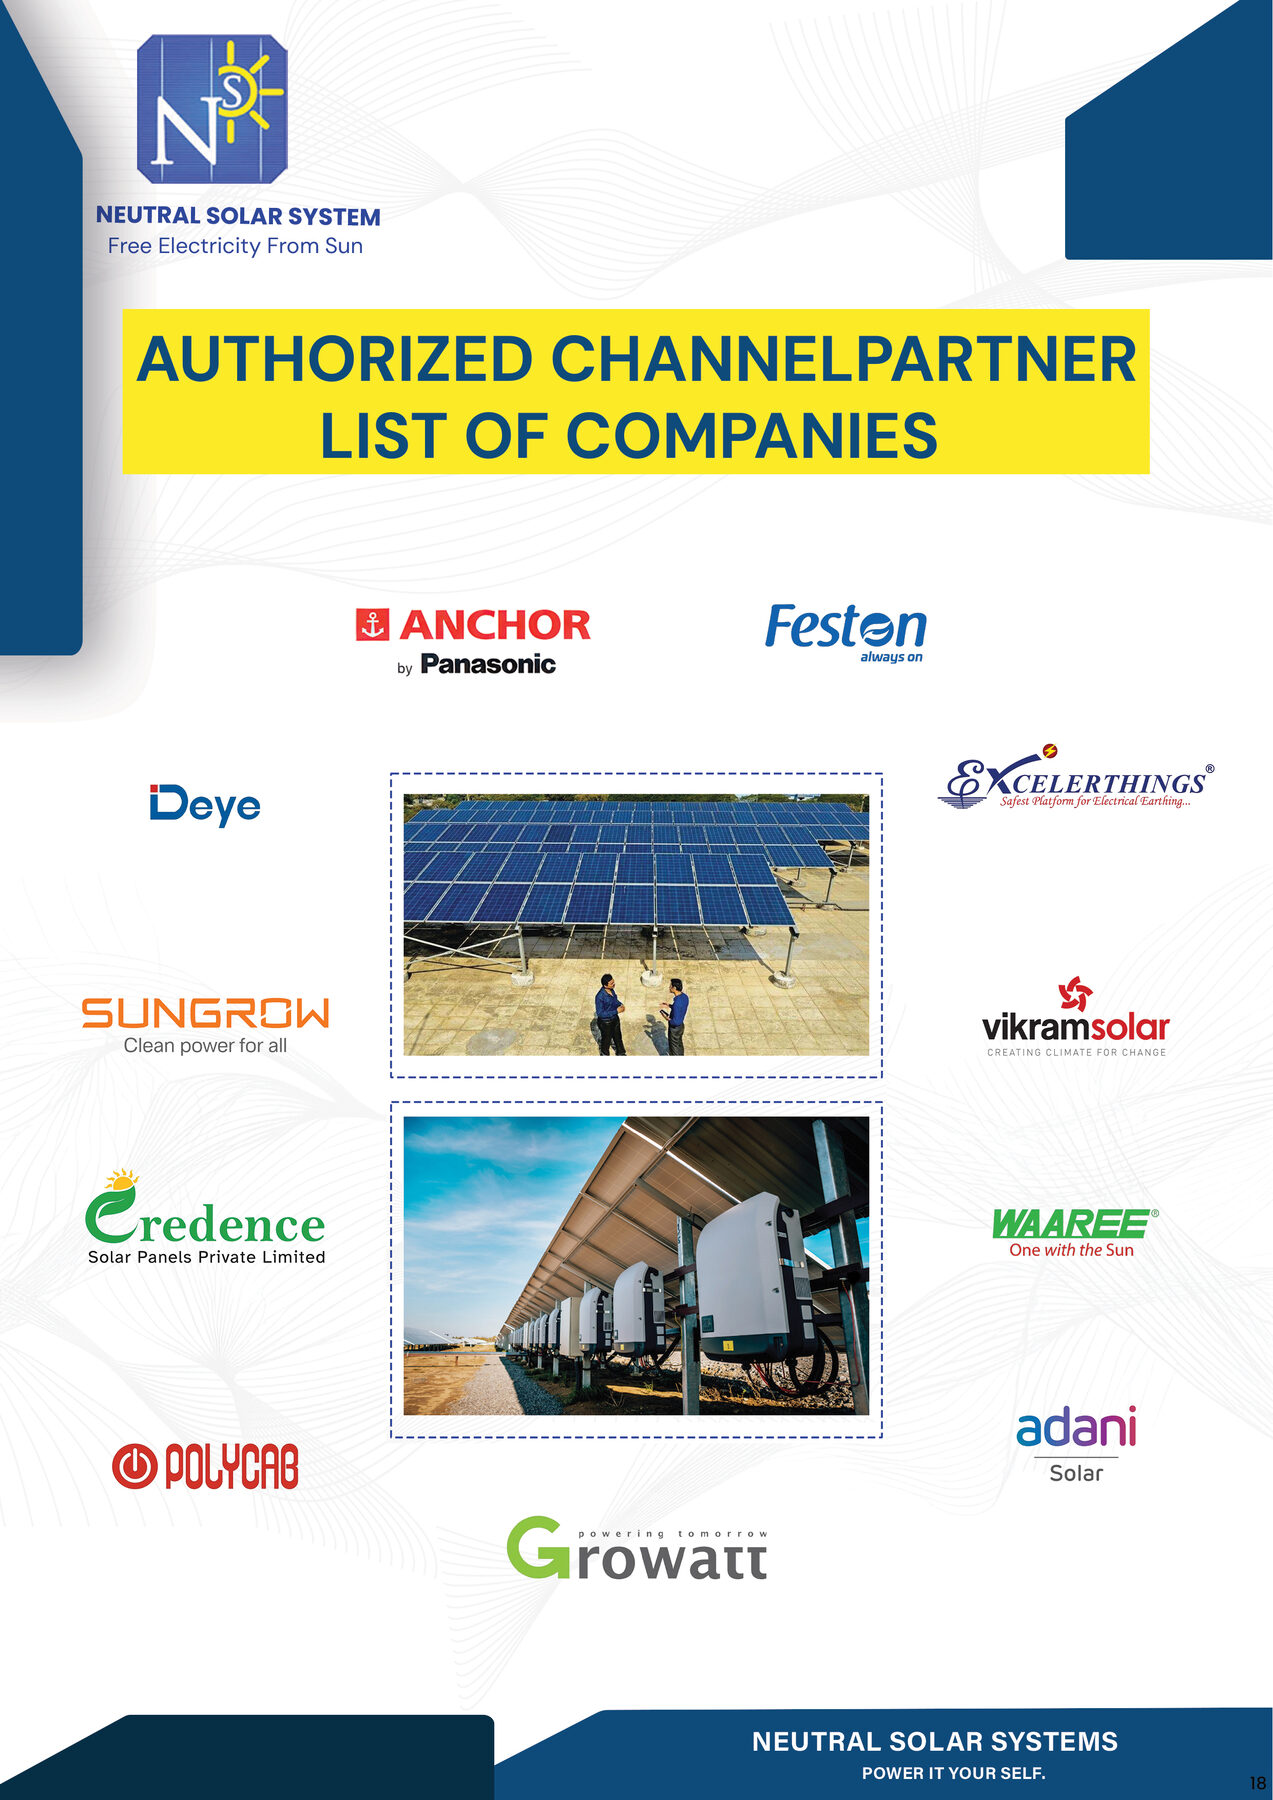 NS
NEUTRAL SOLAR SYSTEM
Free Electricity From Sun
AUTHORIZED CHANNELPARTNER
LIST OF COMPANIES
ANCHOR
by Panasonic
Feston
always on
Deye
EXCELERTHINGS®
Safest Platform for Electrical Earthing...
SUNGROW
Clean power for all
vikramsolar
CREATING CLIMATE FOR CHANGE
Credence
Solar Panels Private Limited
WAAREE®
One with the Sun
POLYCAB
adani
Solar
powering tomorrow
Growatt
NEUTRAL SOLAR SYSTEMS
POWER IT YOUR SELF.
18